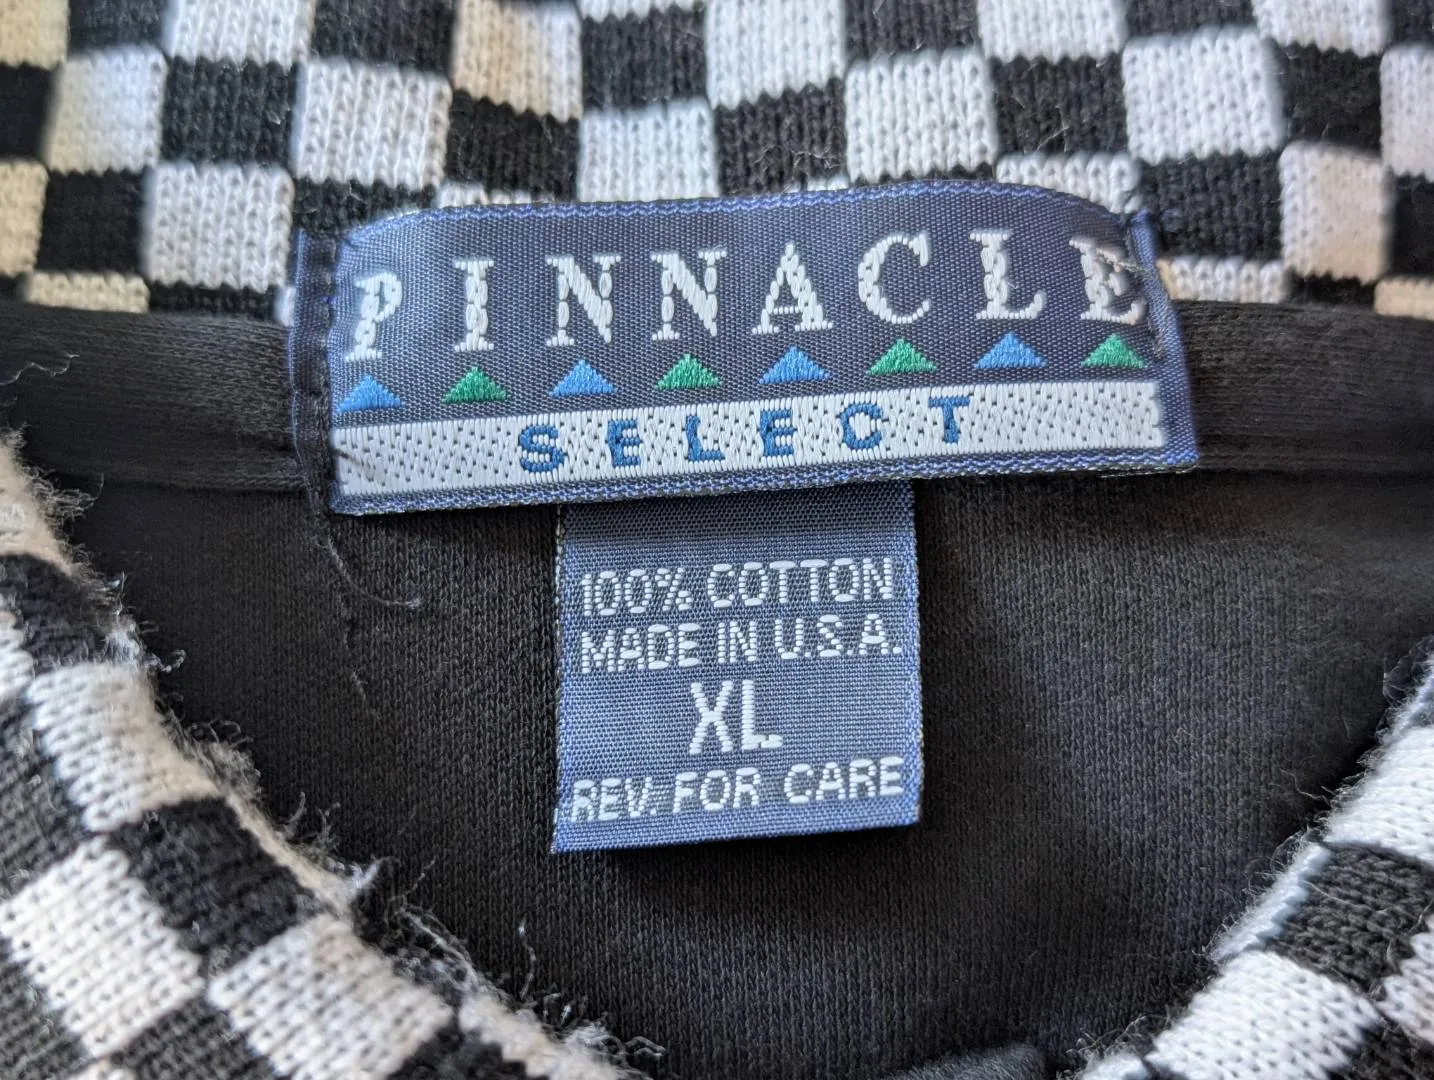 PINNACLE
SELECT
100% COTTON
MADE IN U.S.A.
XL
REV. FOR CARE